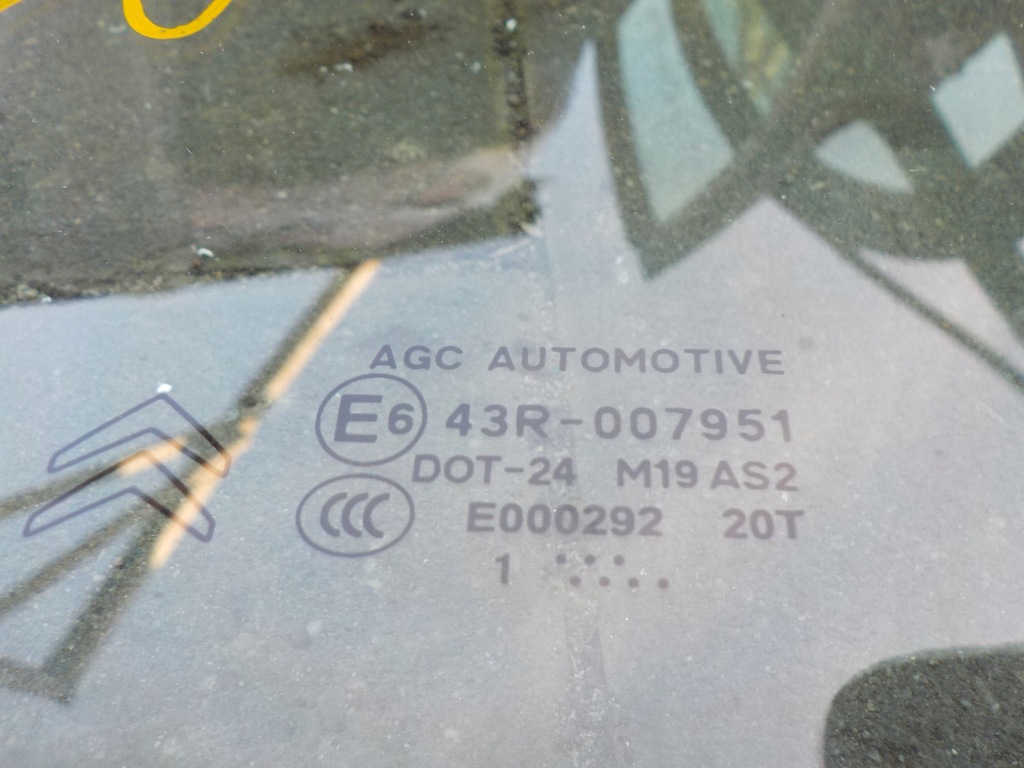 AGC AUTOMOTIVE
E6 43R-007951
DOT-24 M19 AS2
CCC E000292 20T
1